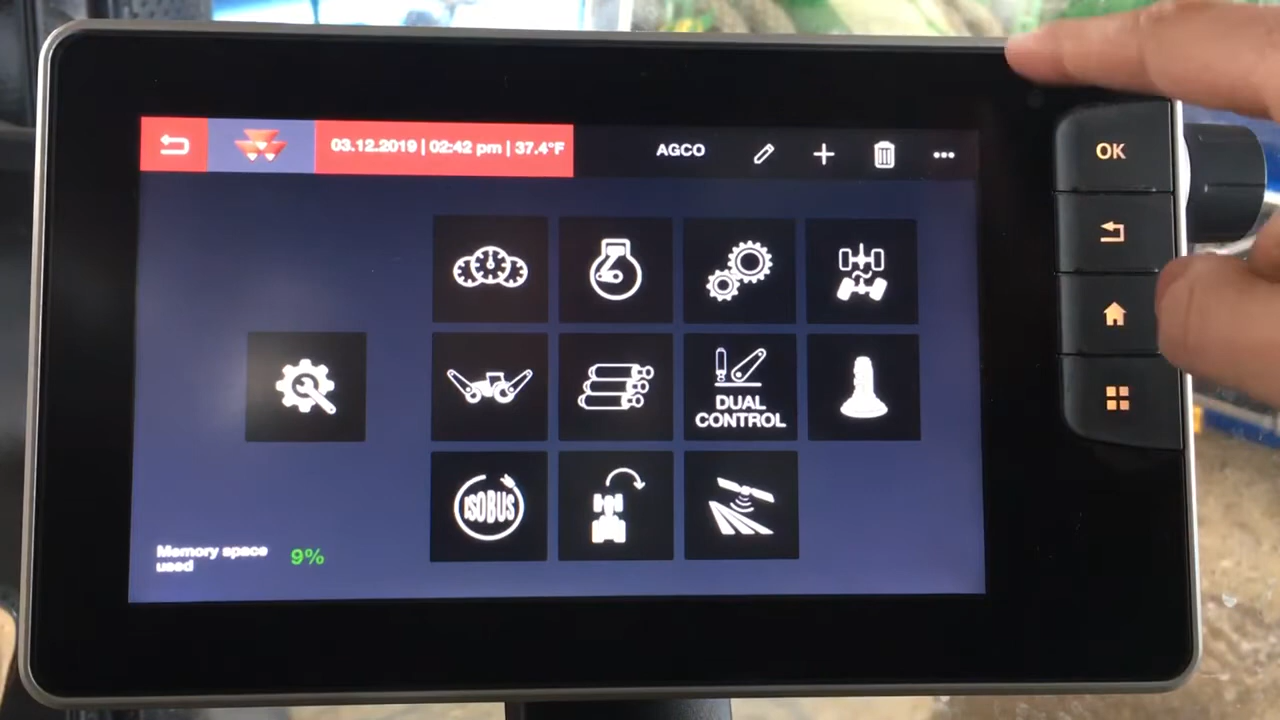 03.12.2019 | 02:42 pm | 37.4°F
AGCO
OK
DUAL
CONTROL
ISOBUS
Memory space
used
9%